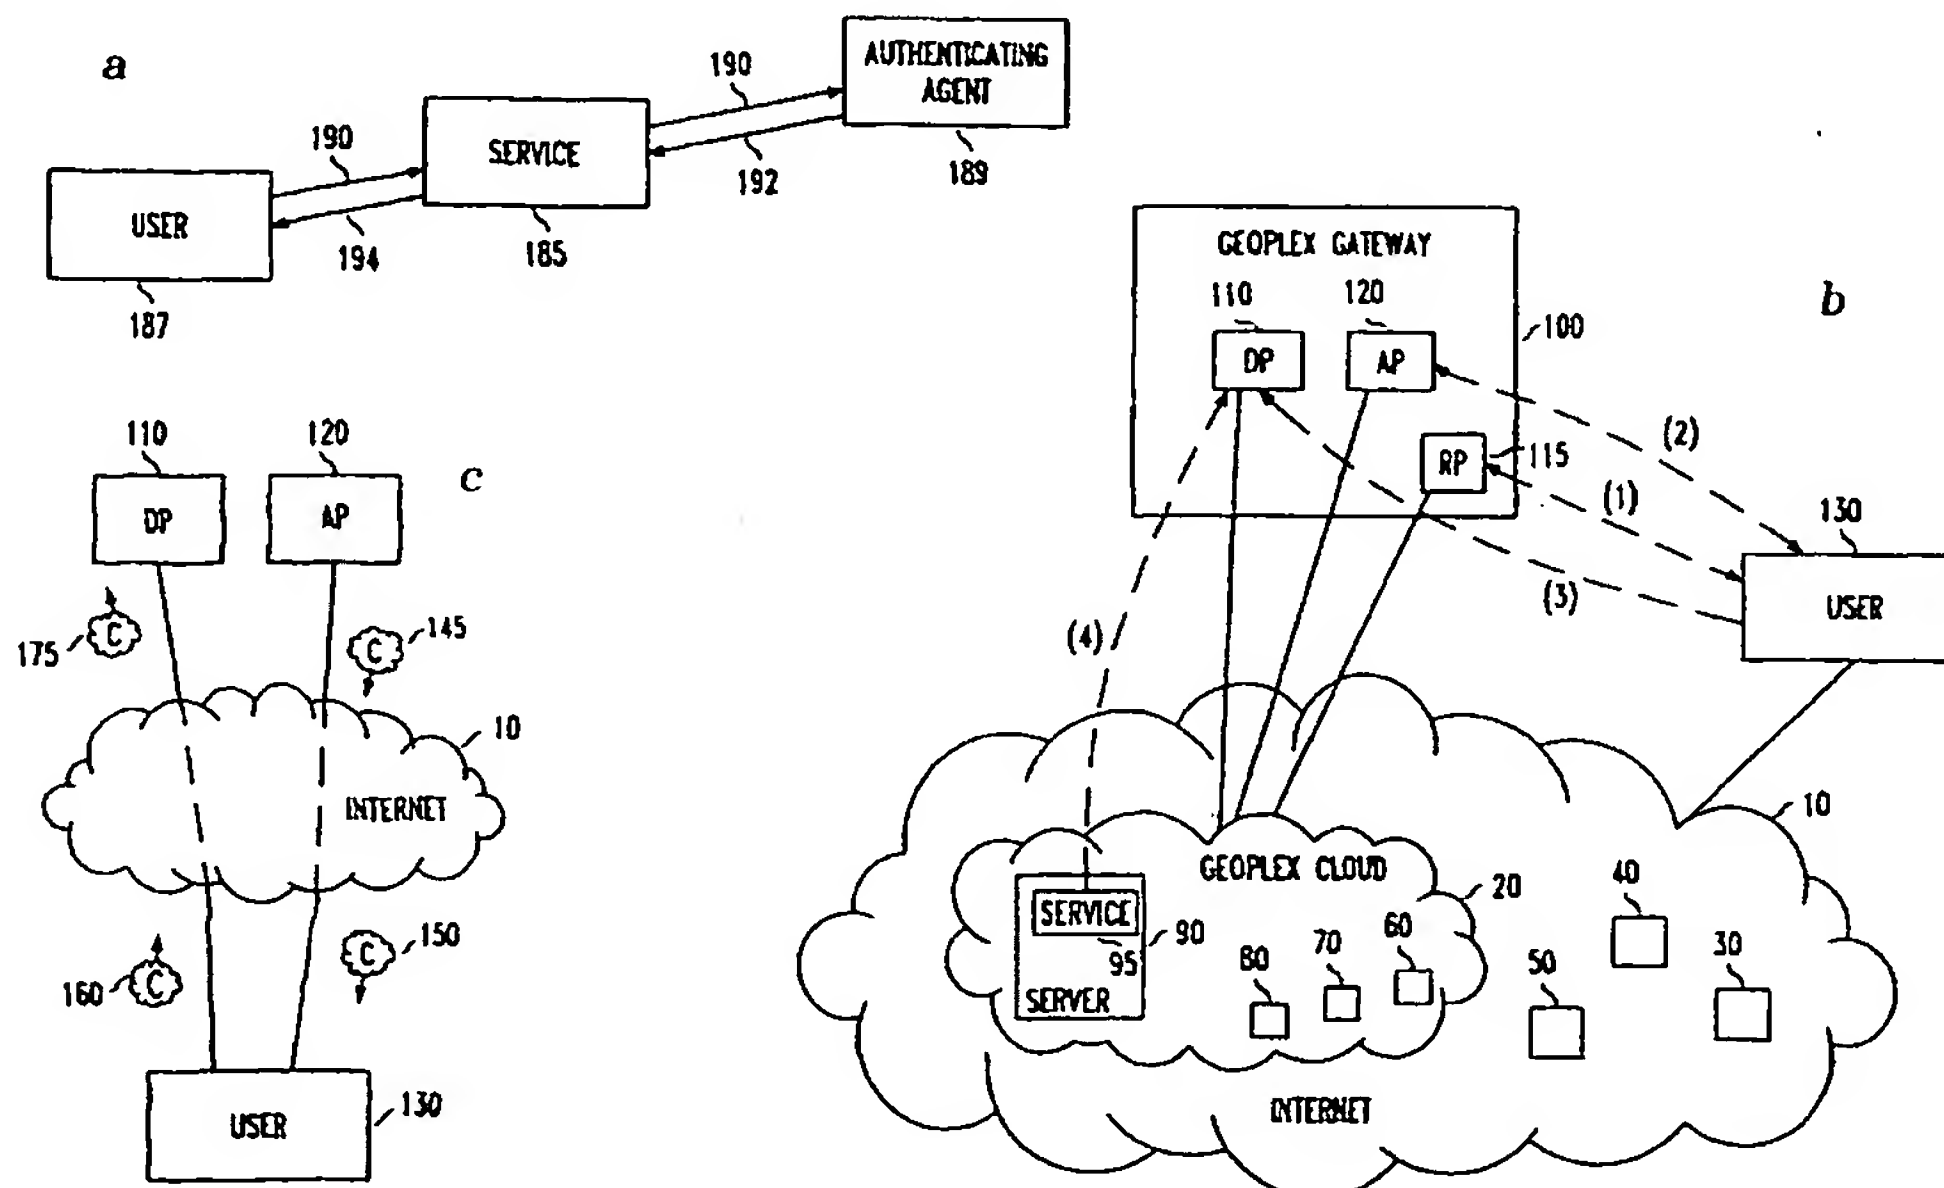 a
AUTHENTICATING
AGENT
189
190
192
SERVICE
185
190
194
USER
187
b
GEOPLEX GATEWAY
100
110
DP
120
AP
RP
115
(2)
(1)
(3)
(4)
130
USER
GEOPLEX CLOUD
20
SERVICE
95
90
SERVER
80
70
60
50
40
30
10
INTERNET
c
110
DP
120
AP
175
C
C
145
10
INTERNET
160
C
C
150
USER
130